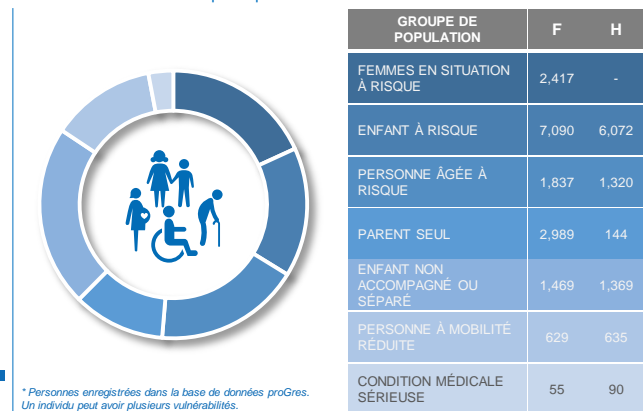 GROUPE DE
POPULATION
F
H
FEMMES EN SITUATION
À RISQUE
2,417
-
ENFANT À RISQUE
7,090
6,072
PERSONNE ÂGÉE À
RISQUE
1,837
1,320
PARENT SEUL
2,989
144
ENFANT NON
ACCOMPAGNÉ OU
SÉPARÉ
1,469
1,369
PERSONNE À MOBILITÉ
RÉDUITE
629
635
CONDITION MÉDICALE
SÉRIEUSE
55
90
* Personnes enregistrées dans la base de données proGres.
Un individu peut avoir plusieurs vulnérabilités.